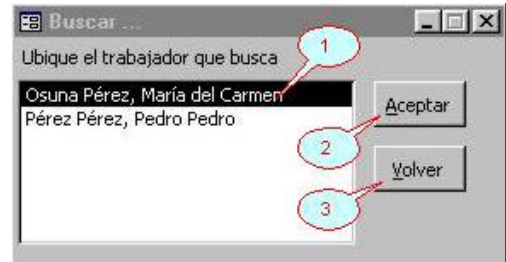 Buscar ...
Ubique el trabajador que busca
1
Osuna Pérez, María del Carmen
Pérez Pérez, Pedro Pedro
Aceptar
2
Volver
3